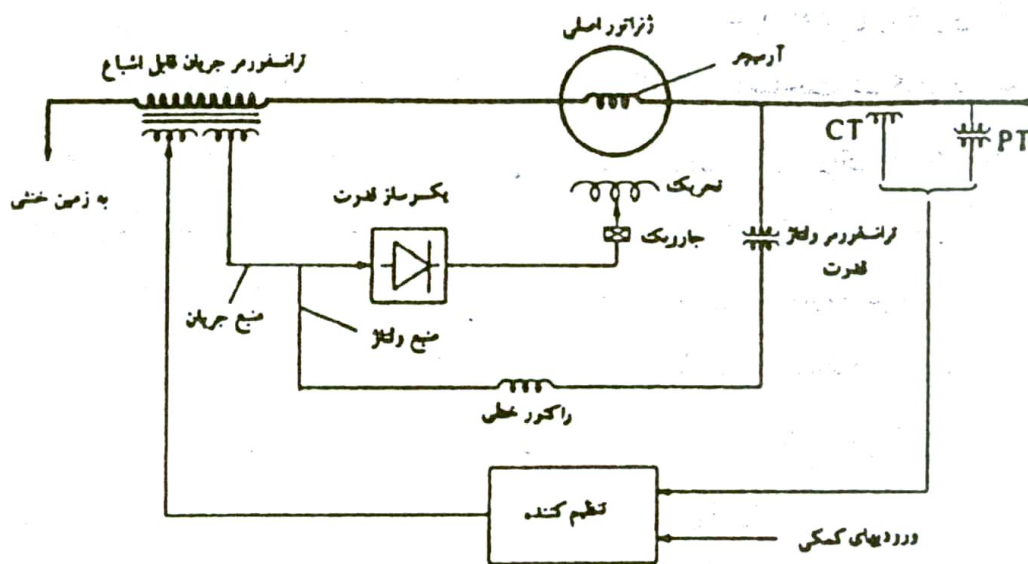 ژنراتور اصلی
آرمیچر
ترانسفورمر جریان قابل اشباع
CT
PT
تحریک
به زمین خنثی
یکسوساز قدرت
جاروبک
ترانسفورمر ولتاژ
قدرت
منبع جریان
منبع ولتاژ
راکتور خطی
تنظیم کننده
ورودیهای کمکی